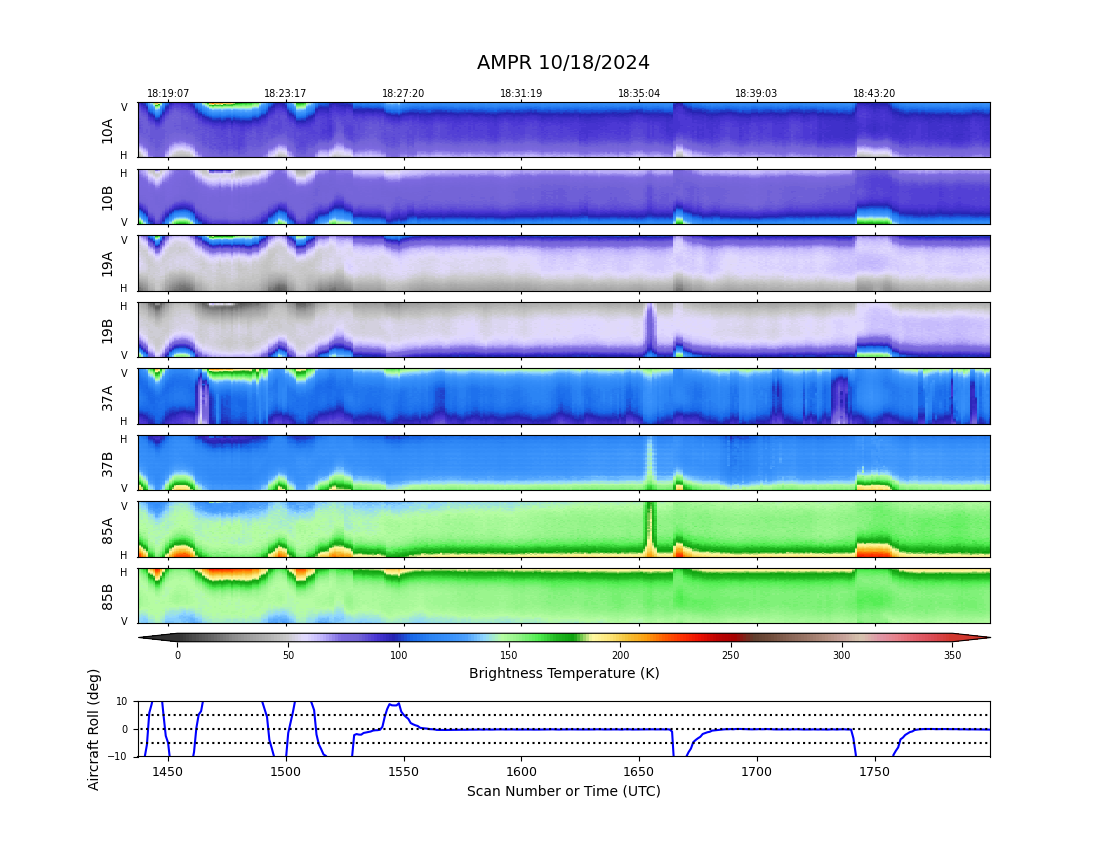 AMPR 10/18/2024
18:19:07 18:23:17 18:27:20 18:31:19 18:35:04 18:39:03 18:43:20
V
10A
H
H
10B
V
V
19A
H
H
19B
V
V
37A
H
H
37B
V
V
85A
H
H
85B
V
0 50 100 150 200 250 300 350
Brightness Temperature (K)
Aircraft Roll (deg)
10
0
−10
1450 1500 1550 1600 1650 1700 1750
Scan Number or Time (UTC)